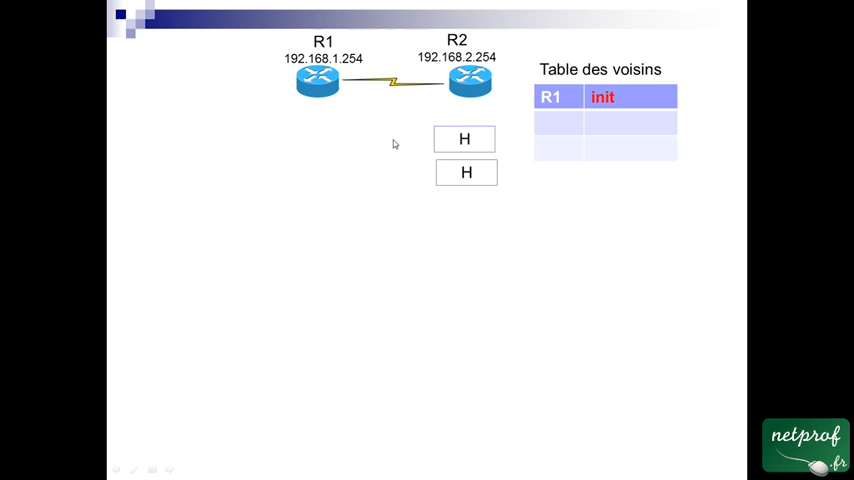 R1
192.168.1.254
R2
192.168.2.254
Table des voisins
R1 init
H
H
netprof
.fr